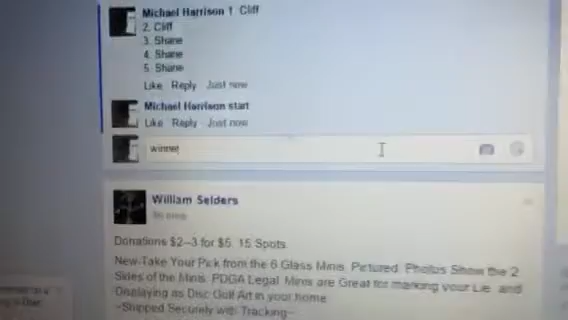 Michael Harrison 1. Cliff
2. Cliff
3. Shane
4. Shane
5. Shane
Like Reply Just now
Michael Harrison start
Like Reply Just now
winner
William Selders
Donations $2--3 for $5. 15 Spots
New-Take Your Pick from the 6 Glass Minis. Pictured. Photos Show the 2
Sides of the Minis. PDGA Legal. Minis are Great for marking your Lie and
Displaying as Disc Golf Art in your home
~Shipped Securely with Tracking~